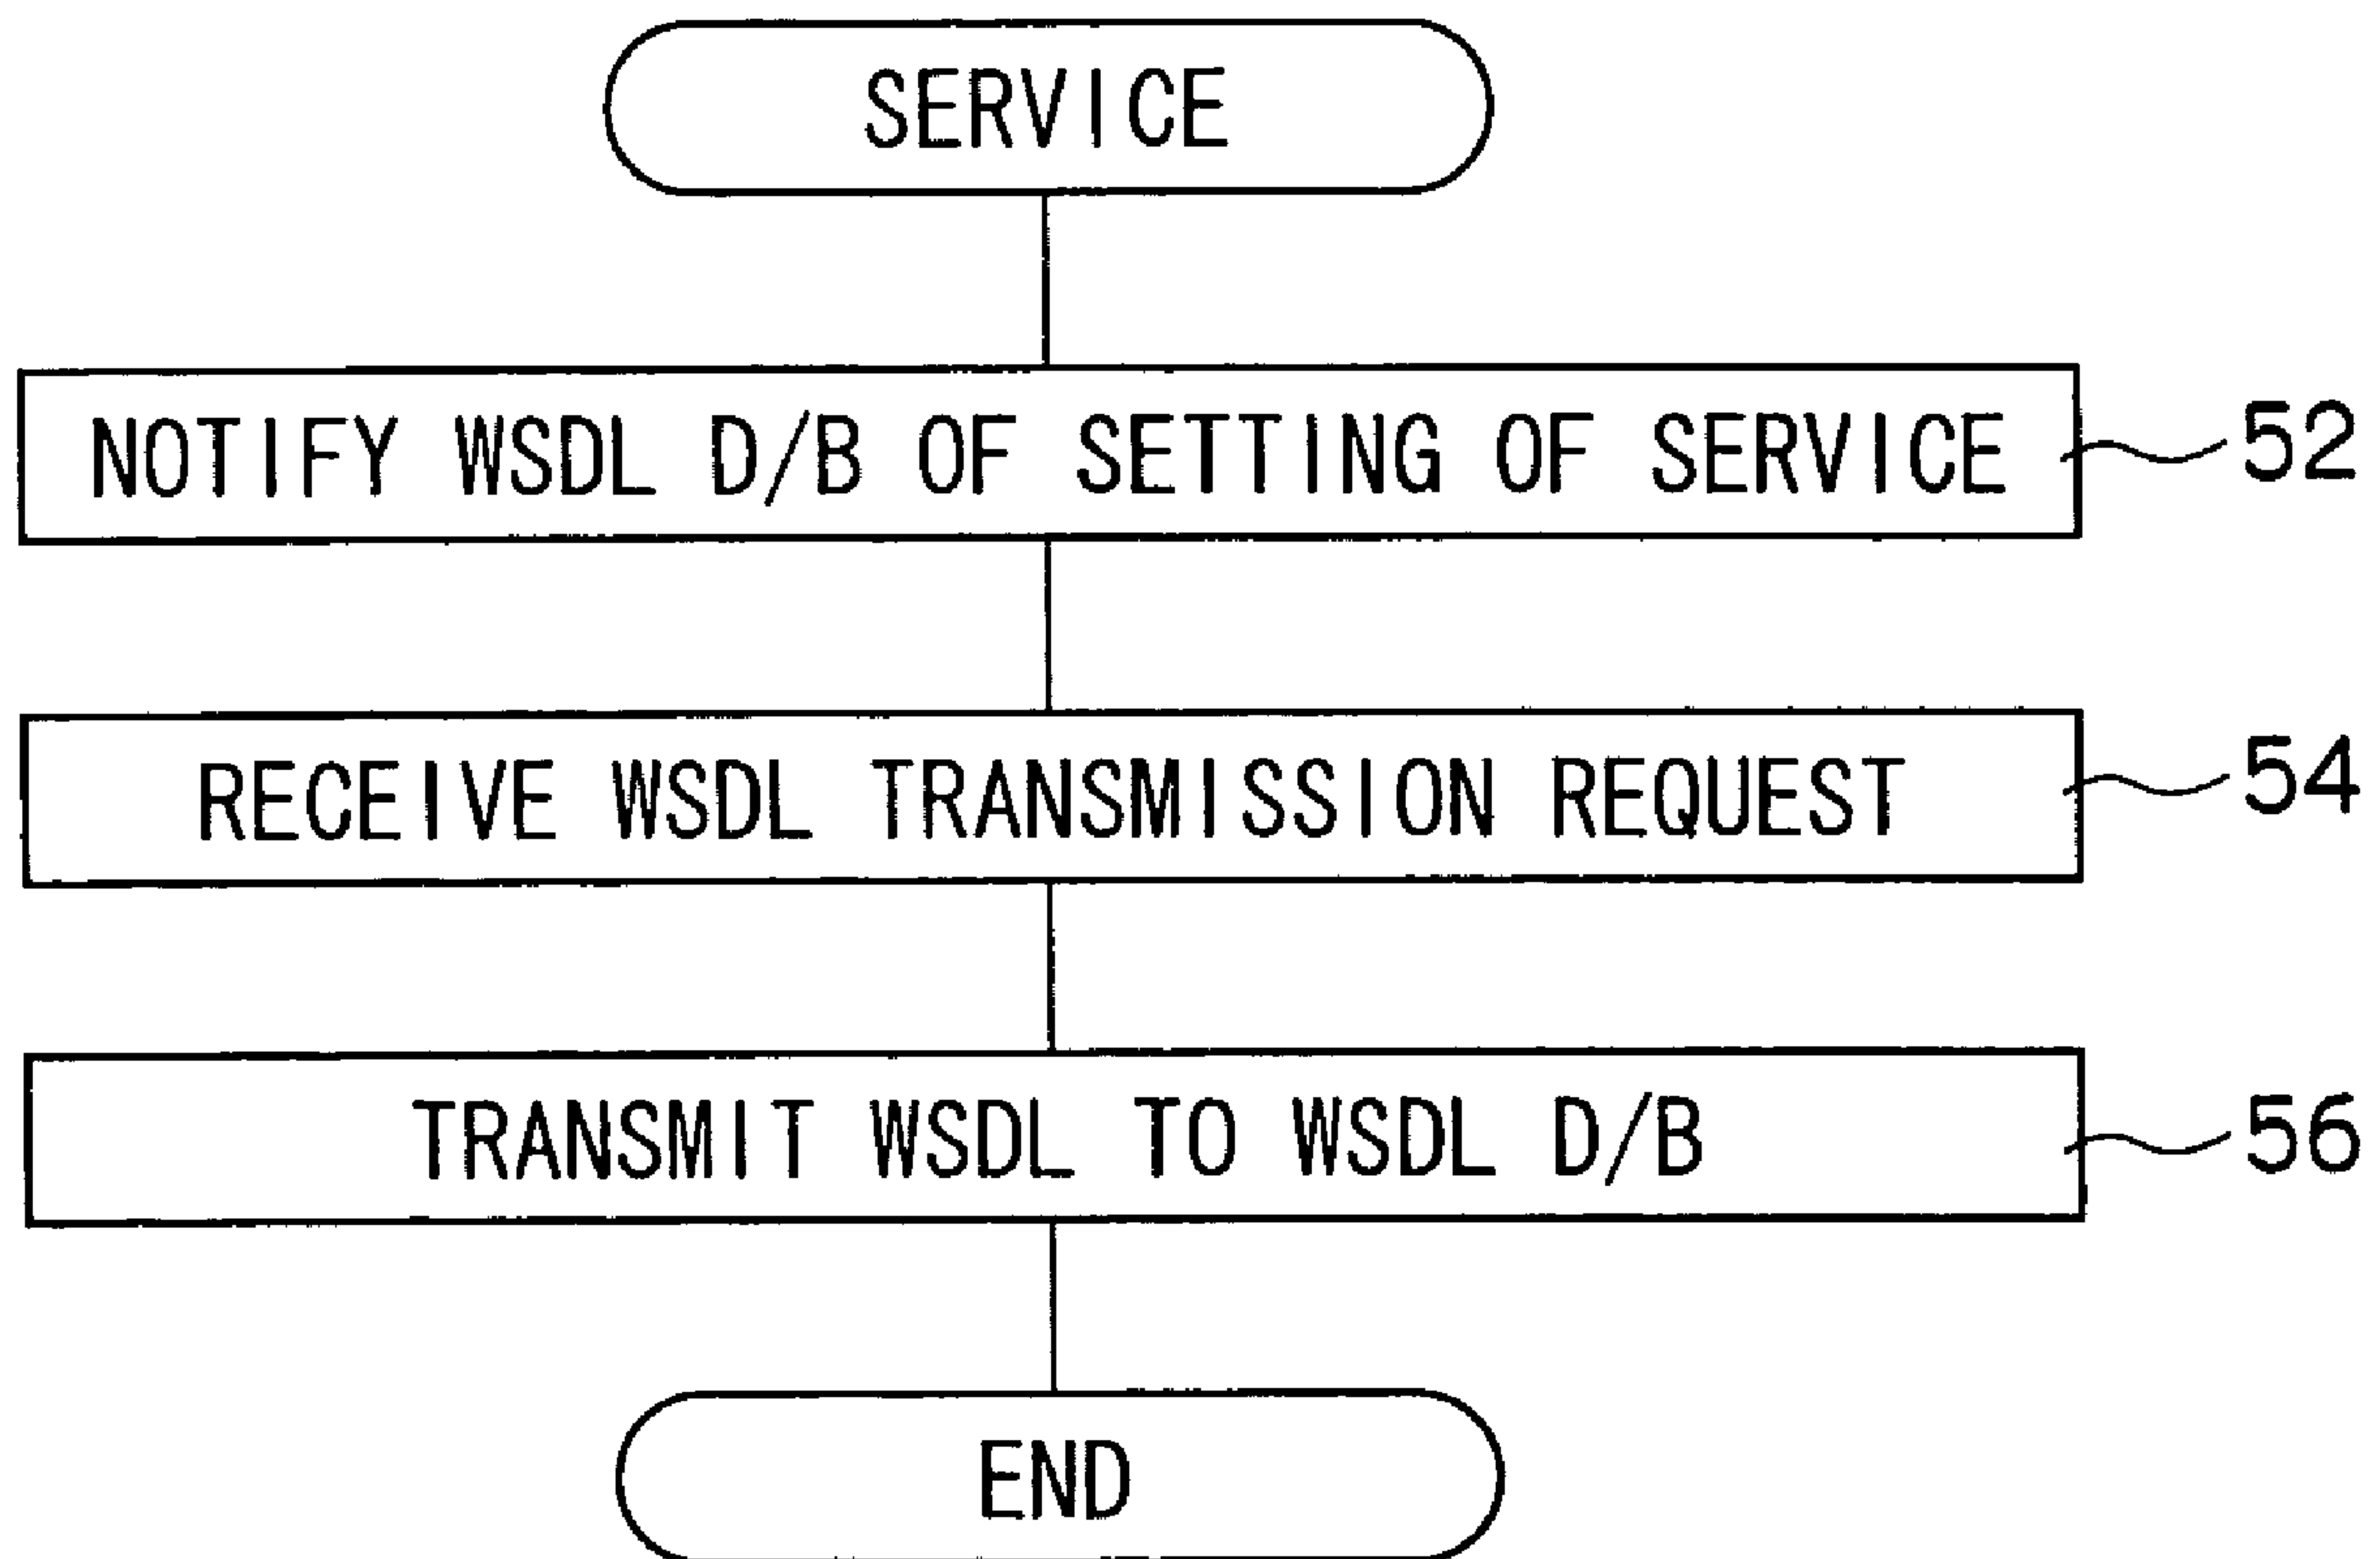 SERVICE
NOTIFY WSDL D/B OF SETTING OF SERVICE
52
RECEIVE WSDL TRANSMISSION REQUEST
54
TRANSMIT WSDL TO WSDL D/B
56
END